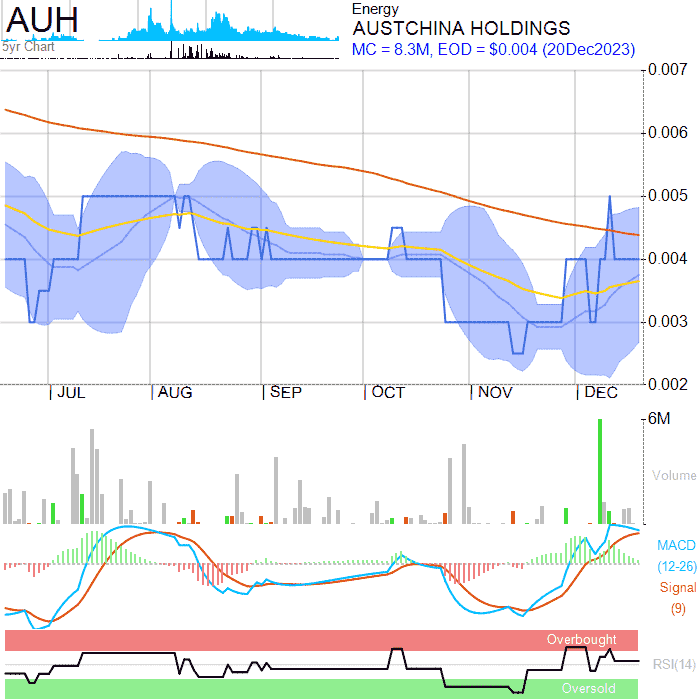 AUH
5yr Chart
Energy
AUSTCHINA HOLDINGS
MC = 8.3M, EOD = $0.004 (20Dec2023)
0.007
0.006
0.005
0.004
0.003
0.002
JUL AUG SEP OCT NOV DEC
6M
Volume
MACD
(12-26)
Signal
(9)
Overbought
RSI(14)
Oversold